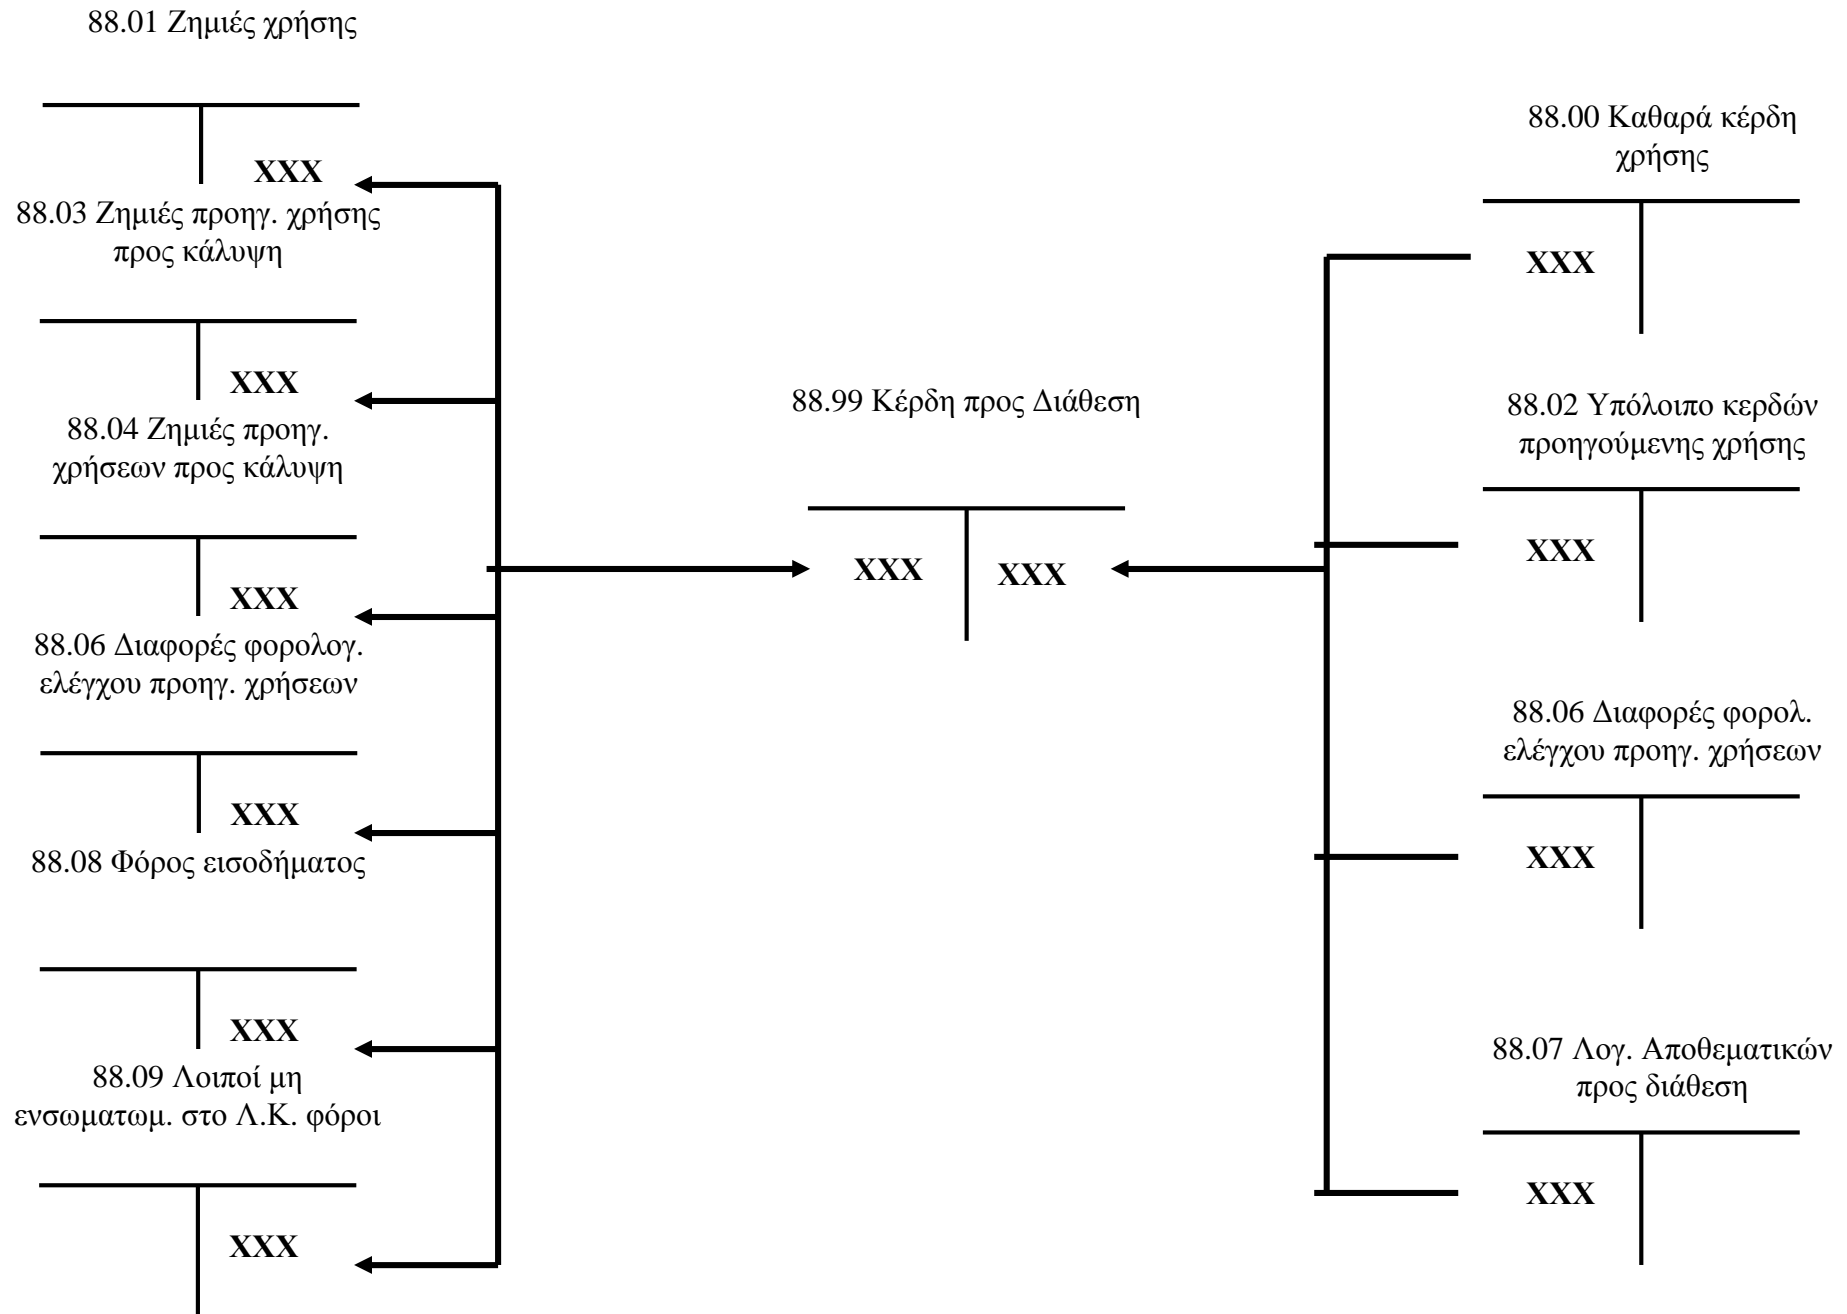 88.01 Ζημιές χρήσης
XXX
88.03 Ζημιές προηγ. χρήσης
προς κάλυψη
XXX
88.04 Ζημιές προηγ.
χρήσεων προς κάλυψη
XXX
88.06 Διαφορές φορολογ.
ελέγχου προηγ. χρήσεων
XXX
88.08 Φόρος εισοδήματος
XXX
88.09 Λοιποί μη
ενσωματωμ. στο Λ.Κ. φόροι
XXX
88.99 Κέρδη προς Διάθεση
XXX XXX
88.00 Καθαρά κέρδη
χρήσης
XXX
88.02 Υπόλοιπο κερδών
προηγούμενης χρήσης
XXX
88.06 Διαφορές φορολ.
ελέγχου προηγ. χρήσεων
XXX
88.07 Λογ. Αποθεματικών
προς διάθεση
XXX